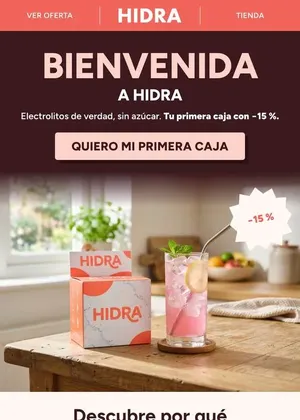 VER OFERTA
HIDRA
TIENDA
BIENVENIDA
A HIDRA
Electrolitos de verdad, sin azúcar. Tu primera caja con −15 %.
QUIERO MI PRIMERA CAJA
−15 %
HIDRA
HIDRA
Descubre por qué